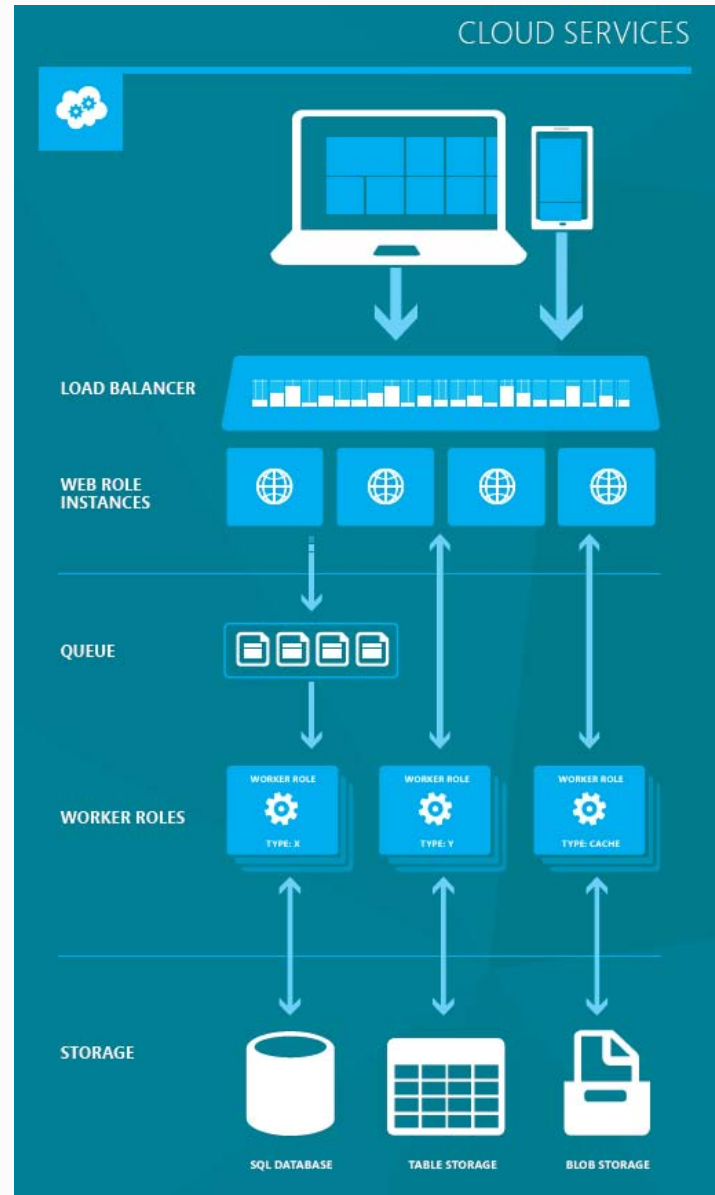 CLOUD SERVICES
LOAD BALANCER
WEB ROLE
INSTANCES
QUEUE
WORKER ROLES
WORKER ROLE
TYPE: X
WORKER ROLE
TYPE: Y
WORKER ROLE
TYPE: CACHE
STORAGE
SQL DATABASE
TABLE STORAGE
BLOB STORAGE